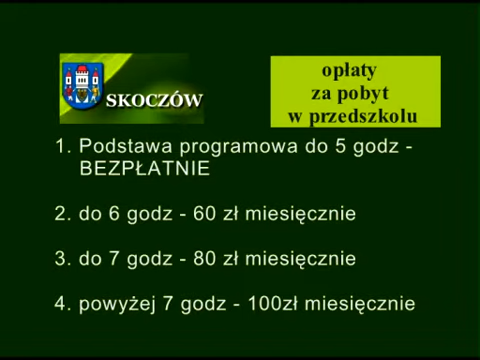 SKOCZÓW
opłaty
za pobyt
w przedszkolu
1. Podstawa programowa do 5 godz -
BEZPŁATNIE
2. do 6 godz - 60 zł miesięcznie
3. do 7 godz - 80 zł miesięcznie
4. powyżej 7 godz - 100zł miesięcznie